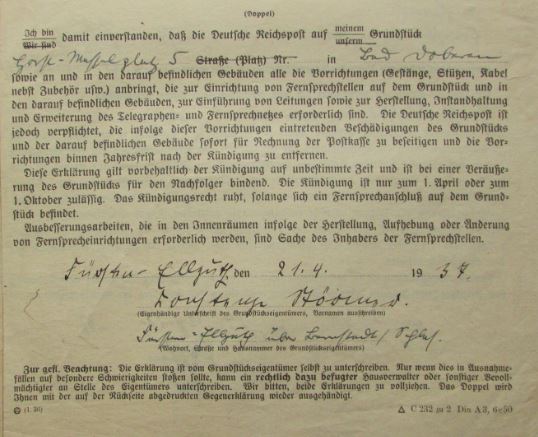 (Doppel)
Ich bin damit einverstanden, daß die Deutsche Reichspost auf meinem Grundstück
Wir sind unserm
Horst-Wesselplatz 5 Straße (Platz) Nr. in Bad Doberan
sowie an und in den darauf befindlichen Gebäuden alle die Vorrichtungen (Gestänge, Stützen, Kabel
nebst Zubehör usw.) anbringt, die zur Einrichtung von Fernsprechstellen auf dem Grundstück und in
den darauf befindlichen Gebäuden, zur Einführung von Leitungen sowie zur Herstellung, Instandhaltung
und Erweiterung des Telegraphen- und Fernsprechnetzes erforderlich sind. Die Deutsche Reichspost ist
jedoch verpflichtet, die infolge dieser Vorrichtungen eintretenden Beschädigungen des Grundstücks
und der darauf befindlichen Gebäude sofort für Rechnung der Postkasse zu beseitigen und die Vor-
richtungen binnen Jahresfrist nach der Kündigung zu entfernen.
Diese Erklärung gilt vorbehaltlich der Kündigung auf unbestimmte Zeit und ist bei einer Veräuße-
rung des Grundstücks für den Nachfolger bindend. Die Kündigung ist nur zum 1. April oder zum
1. Oktober zulässig. Das Kündigungsrecht ruht, solange sich ein Fernsprechanschluß auf dem Grund-
stück befindet.
Ausbesserungsarbeiten, die in den Innenräumen infolge der Herstellung, Aufhebung oder Änderung
von Fernsprecheinrichtungen erforderlich werden, sind Sache des Inhabers der Fernsprechstellen.
Fürsten-Ellguth den 21.4. 1937.
(Eigenhändige Unterschrift des Grundstückseigentümers, Vornamen ausschreiben)
Fürsten-Ellguth über Bernstadt/Schles.
(Wohnort, Straße und Hausnummer des Grundstückseigentümers)
Zur gefl. Beachtung: Die Erklärung ist vom Grundstückseigentümer selbst zu unterschreiben. Nur wenn dies in Ausnahme-
fällen auf besondere Schwierigkeiten stoßen sollte, kann ein rechtlich dazu befugter Hausverwalter oder sonstiger Bevoll-
mächtigter an Stelle des Eigentümers unterschreiben. Wir bitten, beide Erklärungen zu vollziehen. Das Doppel wird
Ihnen mit der auf der Rückseite abgedruckten Gegenerklärung wieder ausgehändigt.
C 232 zu 2 Din A 3, 6